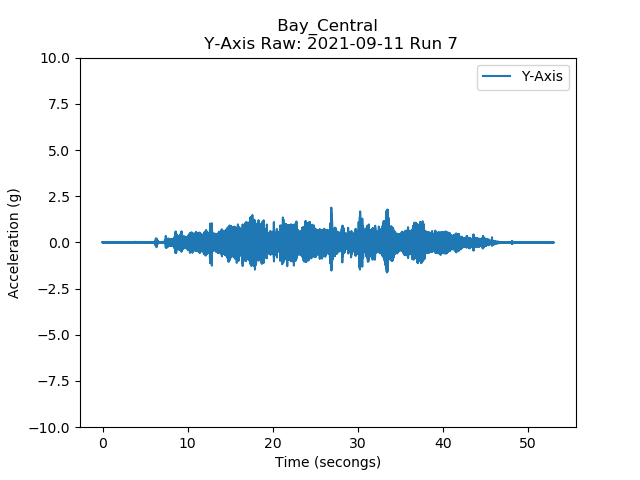 Bay_Central
Y-Axis Raw: 2021-09-11 Run 7
Y-Axis
10.0
7.5
5.0
2.5
0.0
−2.5
−5.0
−7.5
−10.0
Acceleration (g)
0 10 20 30 40 50
Time (secongs)